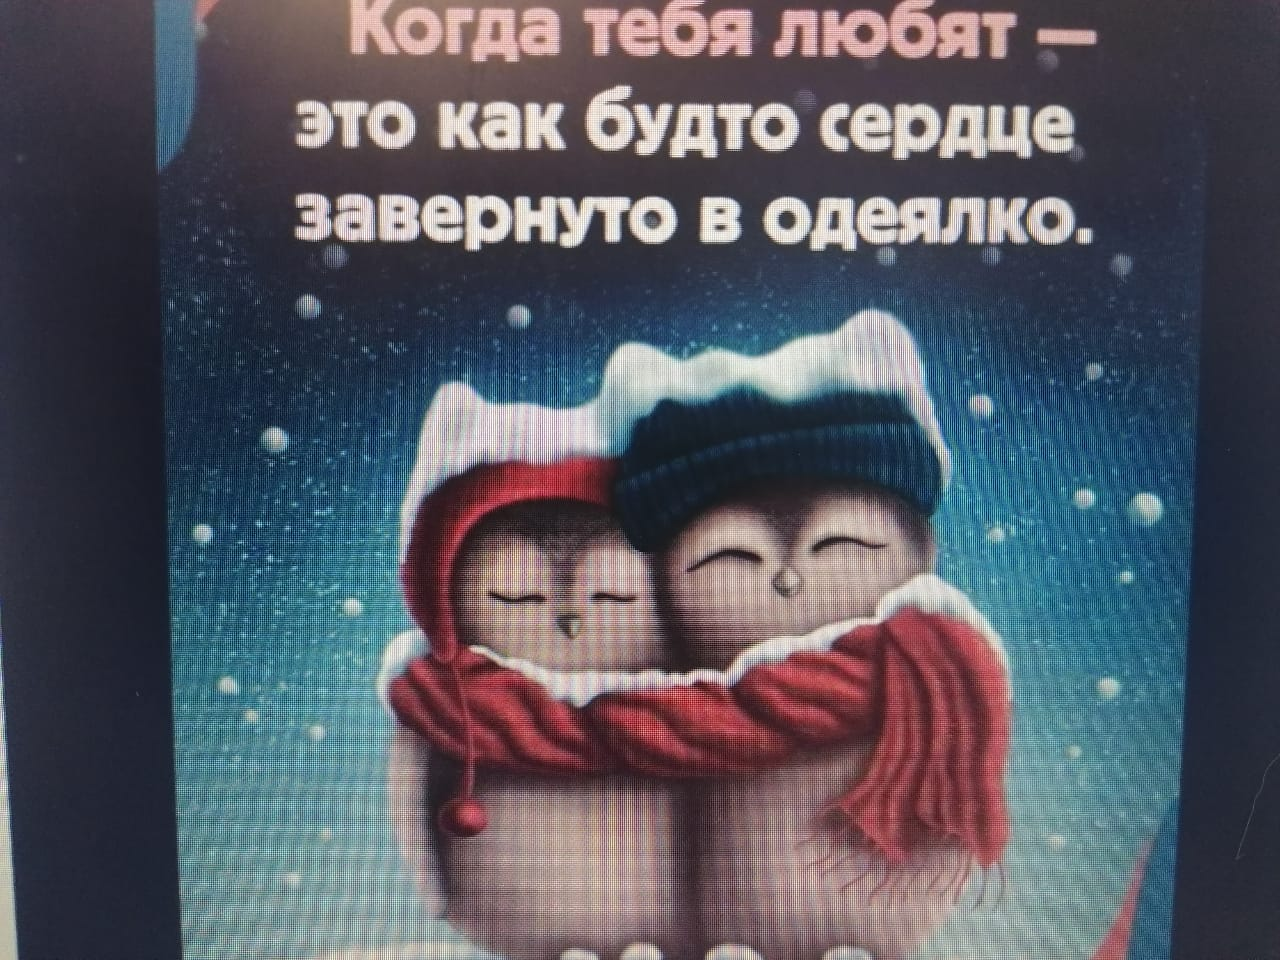 Когда тебя любят —
это как будто сердце
завернуто в одеялко.